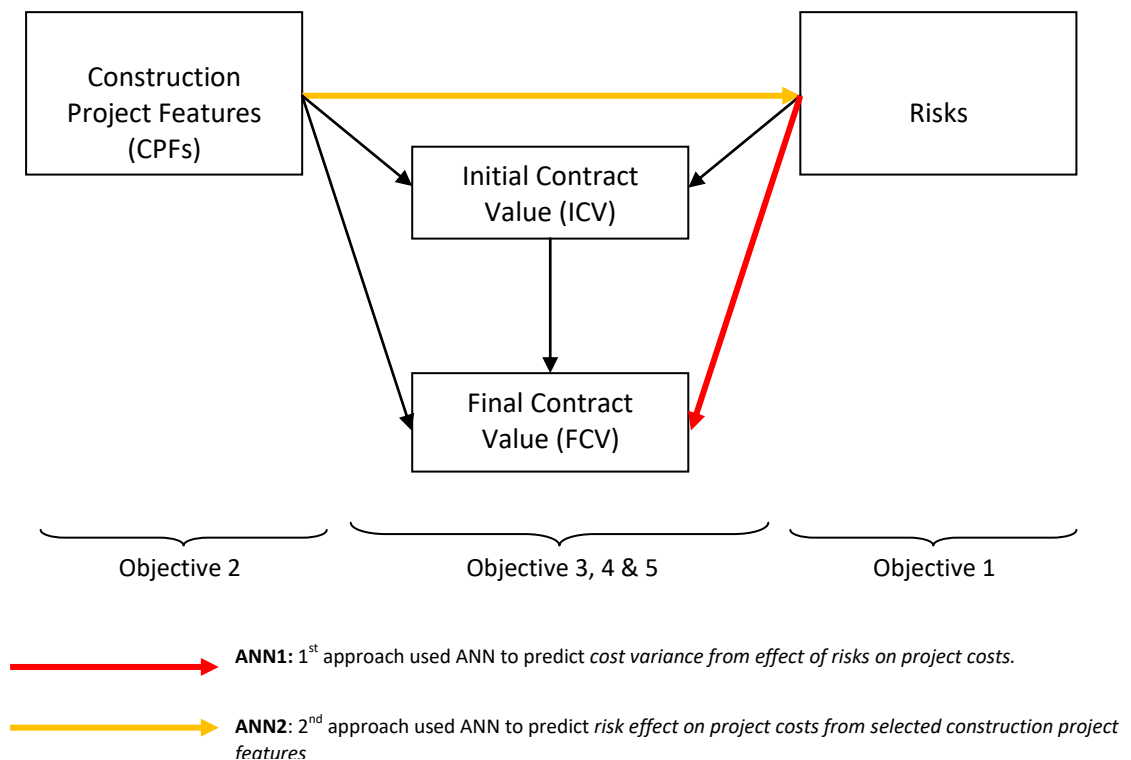 Construction
Project Features
(CPFs)
Risks
Initial Contract
Value (ICV)
Final Contract
Value (FCV)
Objective 2
Objective 3, 4 & 5
Objective 1
ANN1: 1st approach used ANN to predict cost variance from effect of risks on project costs.
ANN2: 2nd approach used ANN to predict risk effect on project costs from selected construction project
features